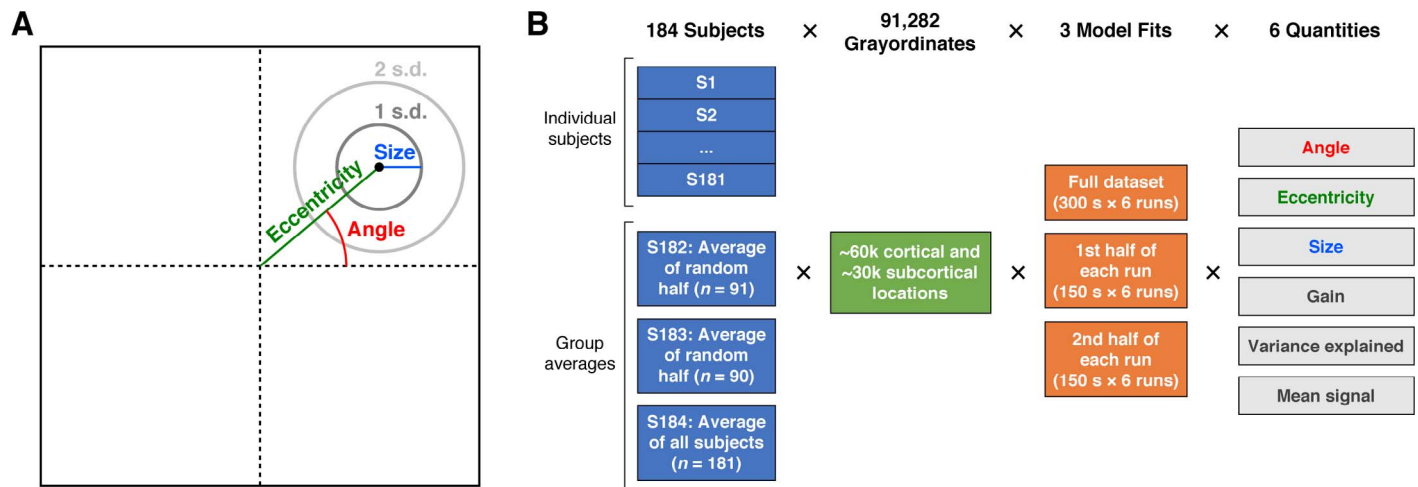 A
2 s.d.
1 s.d.
Size
Eccentricity
Angle
B
184 Subjects × 91,282 Grayordinates × 3 Model Fits × 6 Quantities
Individual
subjects
S1
S2
...
S181
Group
averages
S182: Average
of random
half (n = 91)
S183: Average
of random
half (n = 90)
S184: Average
of all subjects
(n = 181)
×
~60k cortical and
~30k subcortical
locations
×
Full dataset
(300 s × 6 runs)
1st half of
each run
(150 s × 6 runs)
2nd half of
each run
(150 s × 6 runs)
×
Angle
Eccentricity
Size
Gain
Variance explained
Mean signal